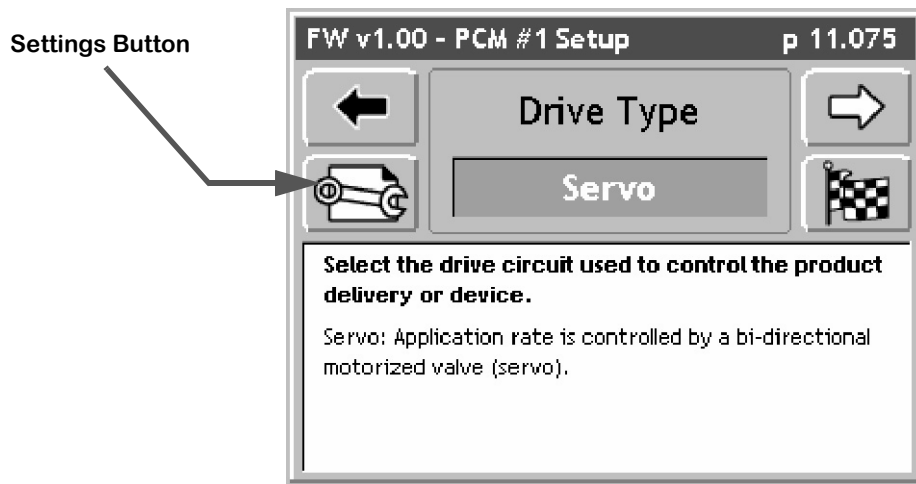 Settings Button
FW v1.00 - PCM #1 Setup p 11.075
Drive Type
Servo
Select the drive circuit used to control the product
delivery or device.
Servo: Application rate is controlled by a bi-directional
motorized valve (servo).